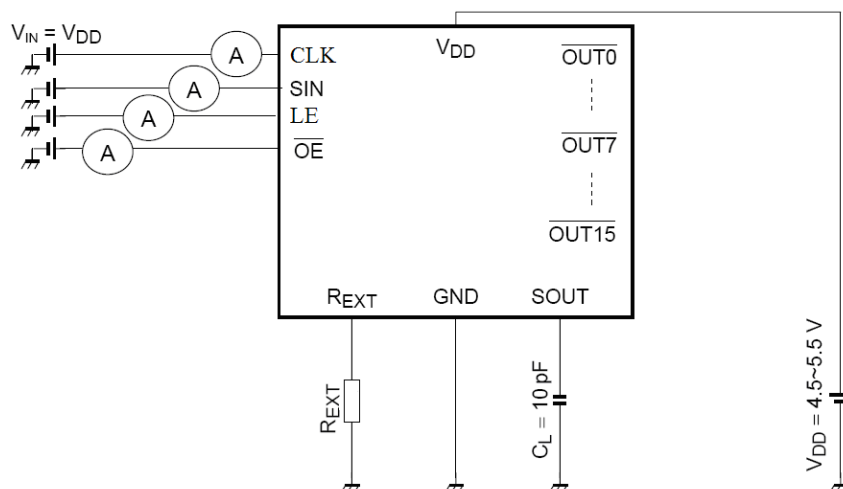 V_IN = V_DD
A
CLK
V_DD
OUT0
A
SIN
A
LE
A
OE
OUT7
OUT15
R_EXT
GND
SOUT
R_EXT
C_L = 10 pF
V_DD = 4.5~5.5 V